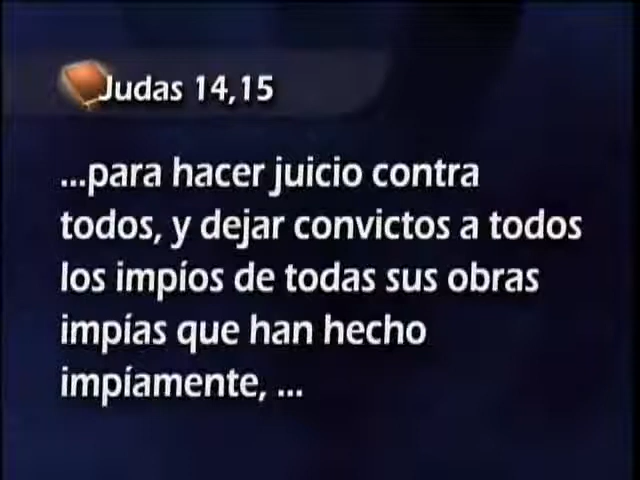 Judas 14,15
...para hacer juicio contra
todos, y dejar convictos a todos
los impíos de todas sus obras
impías que han hecho
impíamente, ...